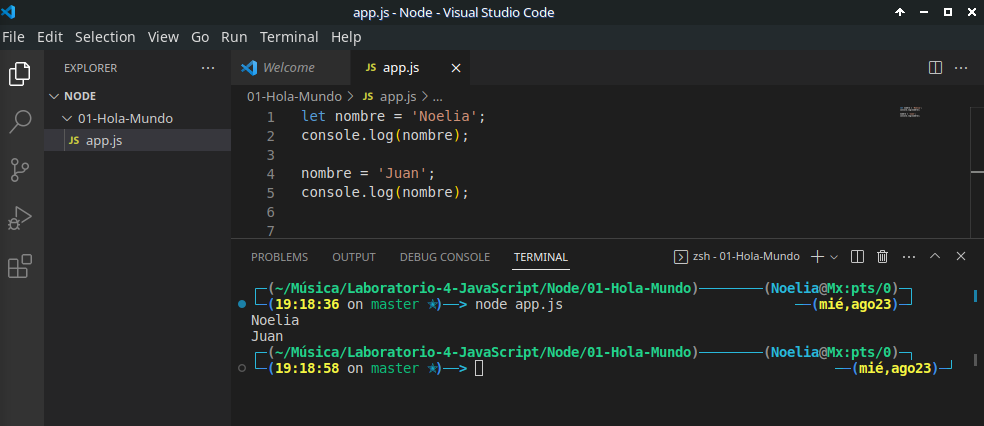 app.js - Node - Visual Studio Code
File Edit Selection View Go Run Terminal Help
EXPLORER ···
NODE
01-Hola-Mundo
JS app.js
Welcome JS app.js
01-Hola-Mundo > JS app.js > ...
1 let nombre = 'Noelia';
2 console.log(nombre);
3
4 nombre = 'Juan';
5 console.log(nombre);
6
7
PROBLEMS OUTPUT DEBUG CONSOLE TERMINAL zsh - 01-Hola-Mundo
(~/Música/Laboratorio-4-JavaScript/Node/01-Hola-Mundo) (Noelia@Mx:pts/0)
(19:18:36 on master ✭)——> node app.js (mié,ago23)
Noelia
Juan
(~/Música/Laboratorio-4-JavaScript/Node/01-Hola-Mundo) (Noelia@Mx:pts/0)
(19:18:58 on master ✭)——> (mié,ago23)